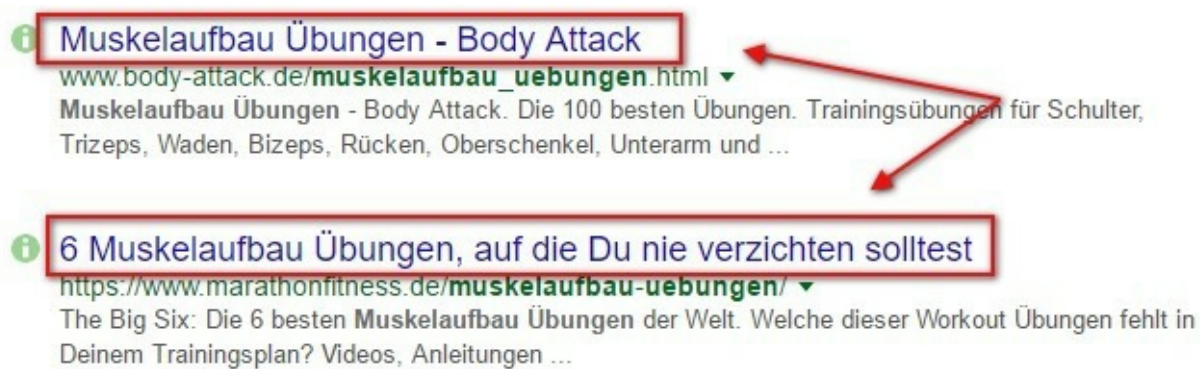 Muskelaufbau Übungen - Body Attack
www.body-attack.de/muskelaufbau_uebungen.html
Muskelaufbau Übungen - Body Attack. Die 100 besten Übungen. Trainingsübungen für Schulter,
Trizeps, Waden, Bizeps, Rücken, Oberschenkel, Unterarm und ...
6 Muskelaufbau Übungen, auf die Du nie verzichten solltest
https://www.marathonfitness.de/muskelaufbau-uebungen/
The Big Six: Die 6 besten Muskelaufbau Übungen der Welt. Welche dieser Workout Übungen fehlt in
Deinem Trainingsplan? Videos, Anleitungen ...